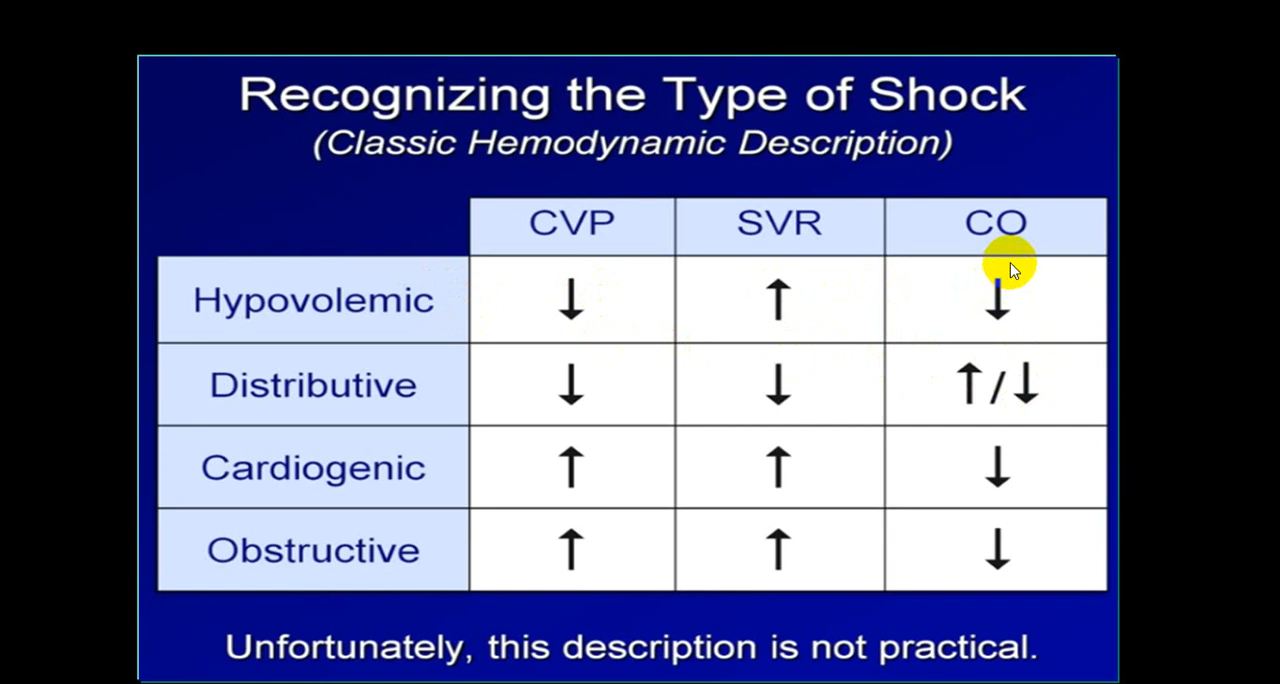 Recognizing the Type of Shock
(Classic Hemodynamic Description)
CVP SVR CO
Hypovolemic ↓ ↑ ↓
Distributive ↓ ↓ ↑/↓
Cardiogenic ↑ ↑ ↓
Obstructive ↑ ↑ ↓
Unfortunately, this description is not practical.